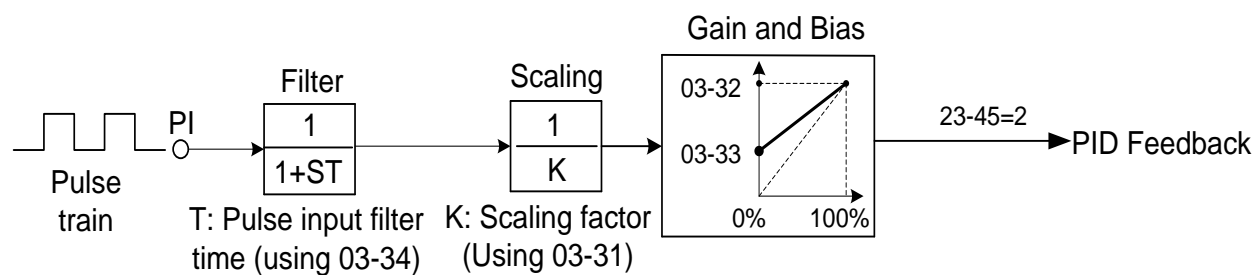 Gain and Bias
Filter
Scaling
03-32
03-33
0%
100%
PI
1
1+ST
1
K
23-45=2
PID Feedback
Pulse
train
T: Pulse input filter
time (using 03-34)
K: Scaling factor
(Using 03-31)